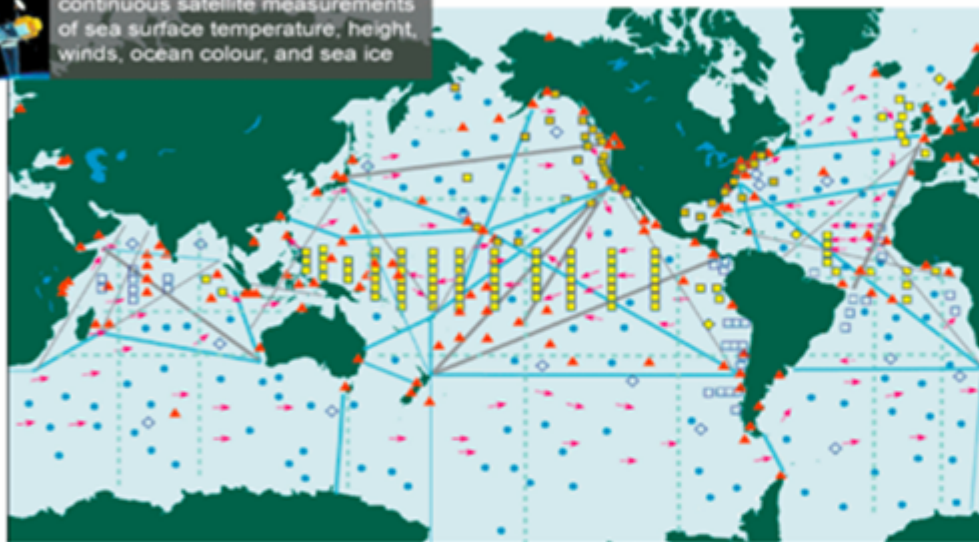 continuous satellite measurements
of sea surface temperature, height,
winds, ocean colour, and sea ice